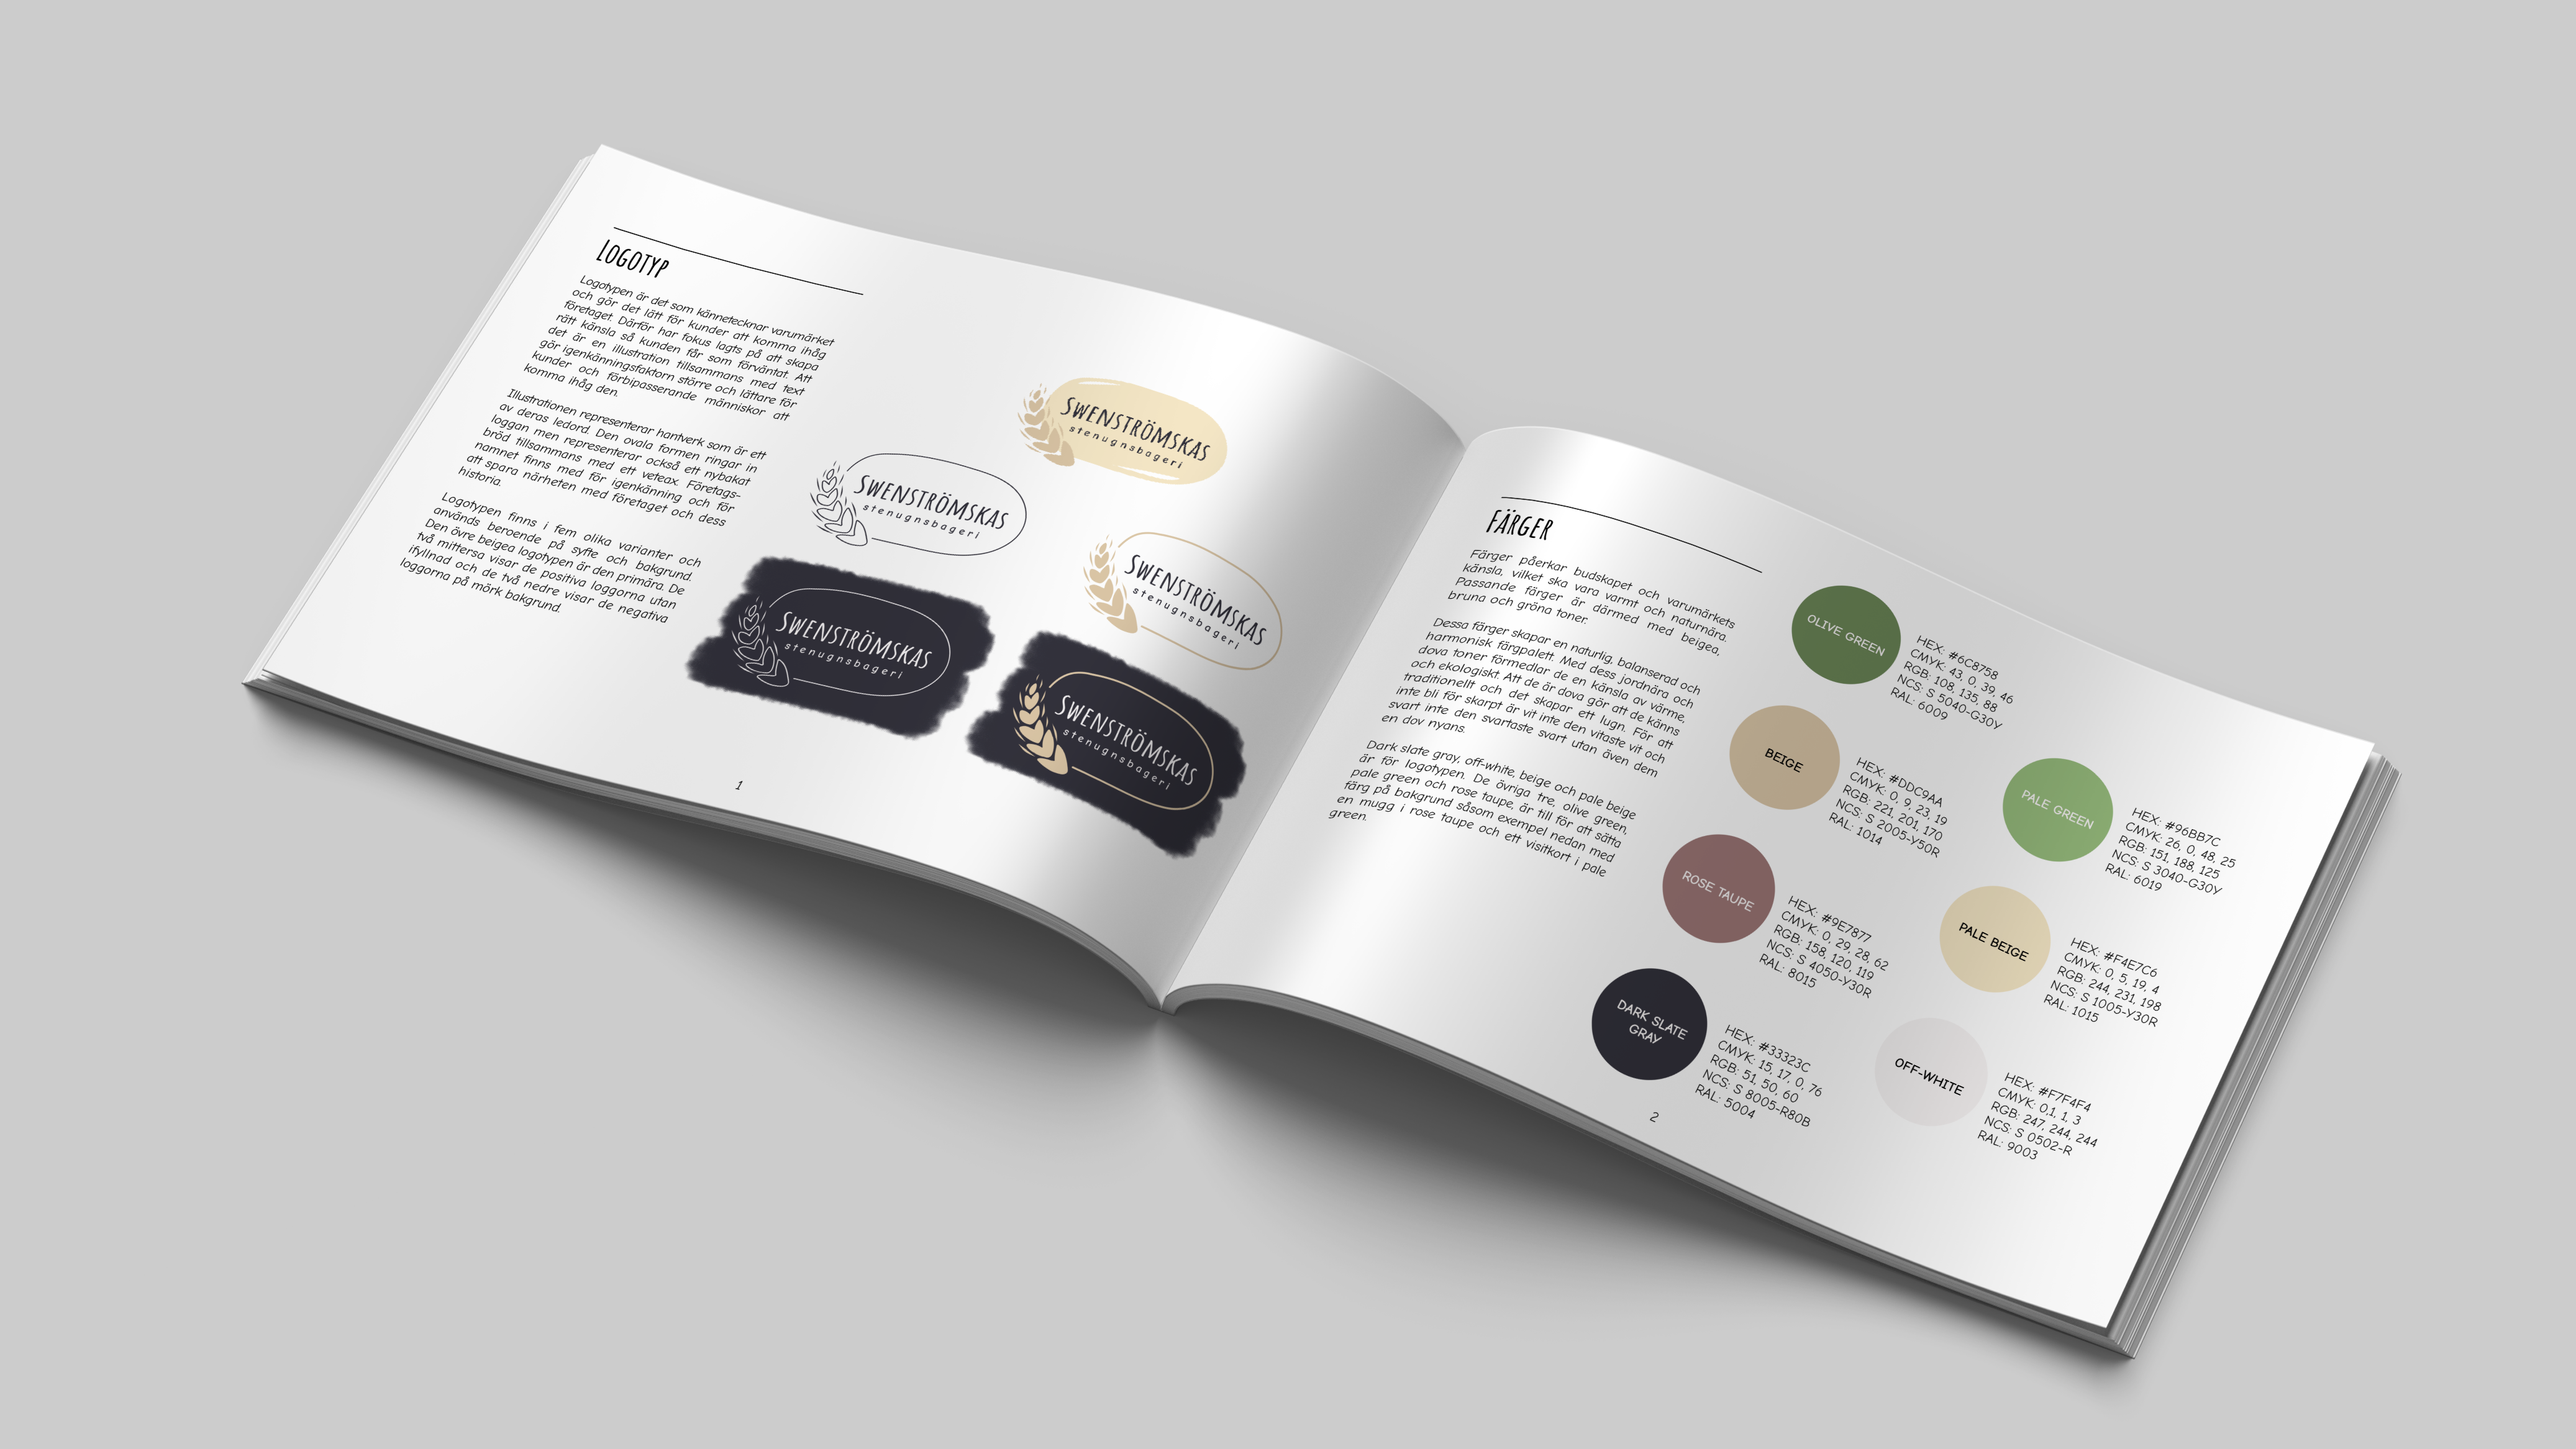 LOGOTYP
Logotypen är det som kännetecknar varumärket
och gör det lätt för kunder att komma ihåg
företaget. Därför har fokus lagts på att skapa
rätt känsla så kunden får som förväntat. Att
det är en illustration tillsammans med text
gör igenkänningsfaktorn större och lättare för
kunder och förbipasserande människor att
komma ihåg den.
Illustrationen representerar hantverk som är ett
av deras ledord. Den ovala formen ringar in
loggan men representerar också ett nybakat
bröd tillsammans med ett veteax. Företags-
namnet finns med för igenkänning och för
att spara närheten med företaget och dess
historia.
Logotypen finns i fem olika varianter och
används beroende på syfte och bakgrund.
Den övre beigea logotypen är den primära. De
två mittersa visar de positiva loggorna utan
ifyllnad och de två nedre visar de negativa
loggorna på mörk bakgrund.
SWENSTRÖMSKAS
stenugnsbageri
SWENSTRÖMSKAS
stenugnsbageri
SWENSTRÖMSKAS
stenugnsbageri
SWENSTRÖMSKAS
stenugnsbageri
SWENSTRÖMSKAS
stenugnsbageri
1
FÄRGER
Färger påerkar budskapet och varumärkets
känsla, vilket ska vara varmt och naturnära.
Passande färger är därmed med beigea,
bruna och gröna toner.
Dessa färger skapar en naturlig, balanserad och
harmonisk färgpalett. Med dess jordnära och
dova toner förmedlar de en känsla av värme,
och ekologiskt. Att de är dova gör att de känns
traditionellt och det skapar ett lugn. För att
inte bli för skarpt är vit inte den vitaste vit och
svart inte den svartaste svart utan även dem
en dov nyans.
Dark slate gray, off-white, beige och pale beige
är för logotypen. De övriga tre, olive green,
pale green och rose taupe, är till för att sätta
färg på bakgrund såsom exempel nedan med
en mugg i rose taupe och ett visitkort i pale
green.
OLIVE GREEN
HEX: #6C8758
CMYK: 43, 0, 39, 46
RGB: 108, 135, 88
NCS: S 5040-G30Y
RAL: 6009
BEIGE
HEX: #DDC9AA
CMYK: 0, 9, 23, 19
RGB: 221, 201, 170
NCS: S 2005-Y50R
RAL: 1014
PALE GREEN
HEX: #96BB7C
CMYK: 26, 0, 48, 25
RGB: 151, 188, 125
NCS: S 3040-G30Y
RAL: 6019
ROSE TAUPE
HEX: #9E7877
CMYK: 0, 29, 28, 62
RGB: 158, 120, 119
NCS: S 4050-Y30R
RAL: 8015
PALE BEIGE
HEX: #F4E7C6
CMYK: 0, 5, 19, 4
RGB: 244, 231, 198
NCS: S 1005-Y30R
RAL: 1015
DARK SLATE
GRAY
HEX: #33323C
CMYK: 15, 17, 0, 76
RGB: 51, 50, 60
NCS: S 8005-R80B
RAL: 5004
OFF-WHITE
HEX: #F7F4F4
CMYK: 0,1, 1, 3
RGB: 247, 244, 244
NCS: S 0502-R
RAL: 9003
2